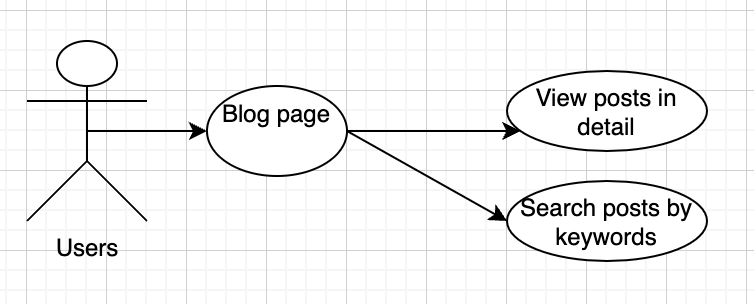 Blog page
View posts in
detail
Search posts by
keywords
Users